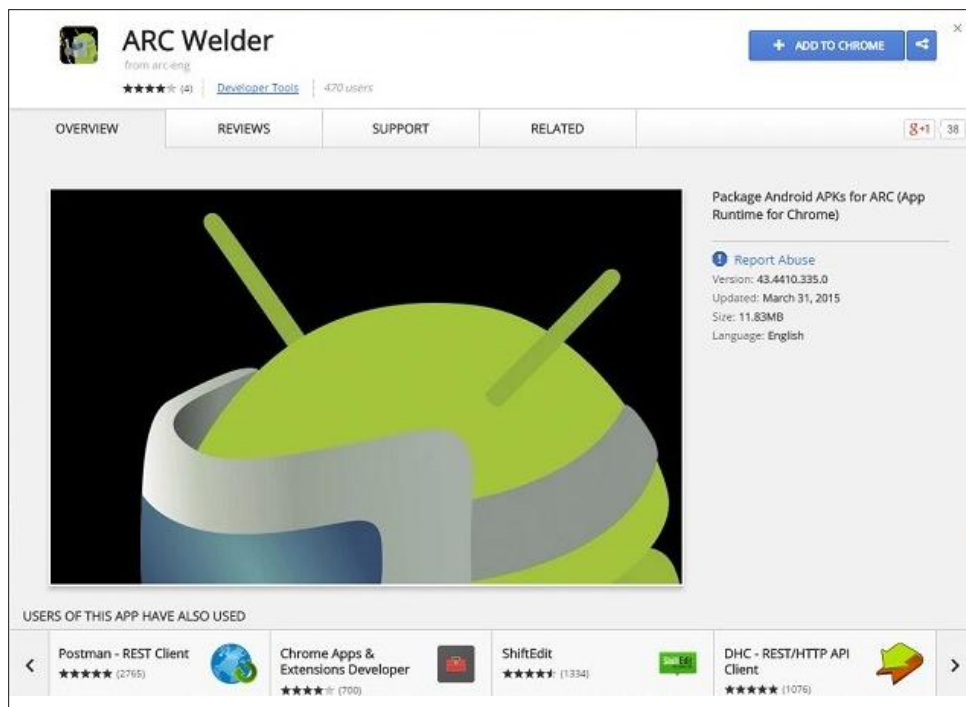 ARC Welder
from arc-eng
(4) Developer Tools 470 users
+ ADD TO CHROME
OVERVIEW REVIEWS SUPPORT RELATED
g+1 38
Package Android APKs for ARC (App
Runtime for Chrome)
Report Abuse
Version: 43.4410.335.0
Updated: March 31, 2015
Size: 11.83MB
Language: English
USERS OF THIS APP HAVE ALSO USED
Postman - REST Client
(2765)
Chrome Apps &
Extensions Developer
(700)
ShiftEdit
(1334)
ShiftEdit
DHC - REST/HTTP API
Client
(1076)